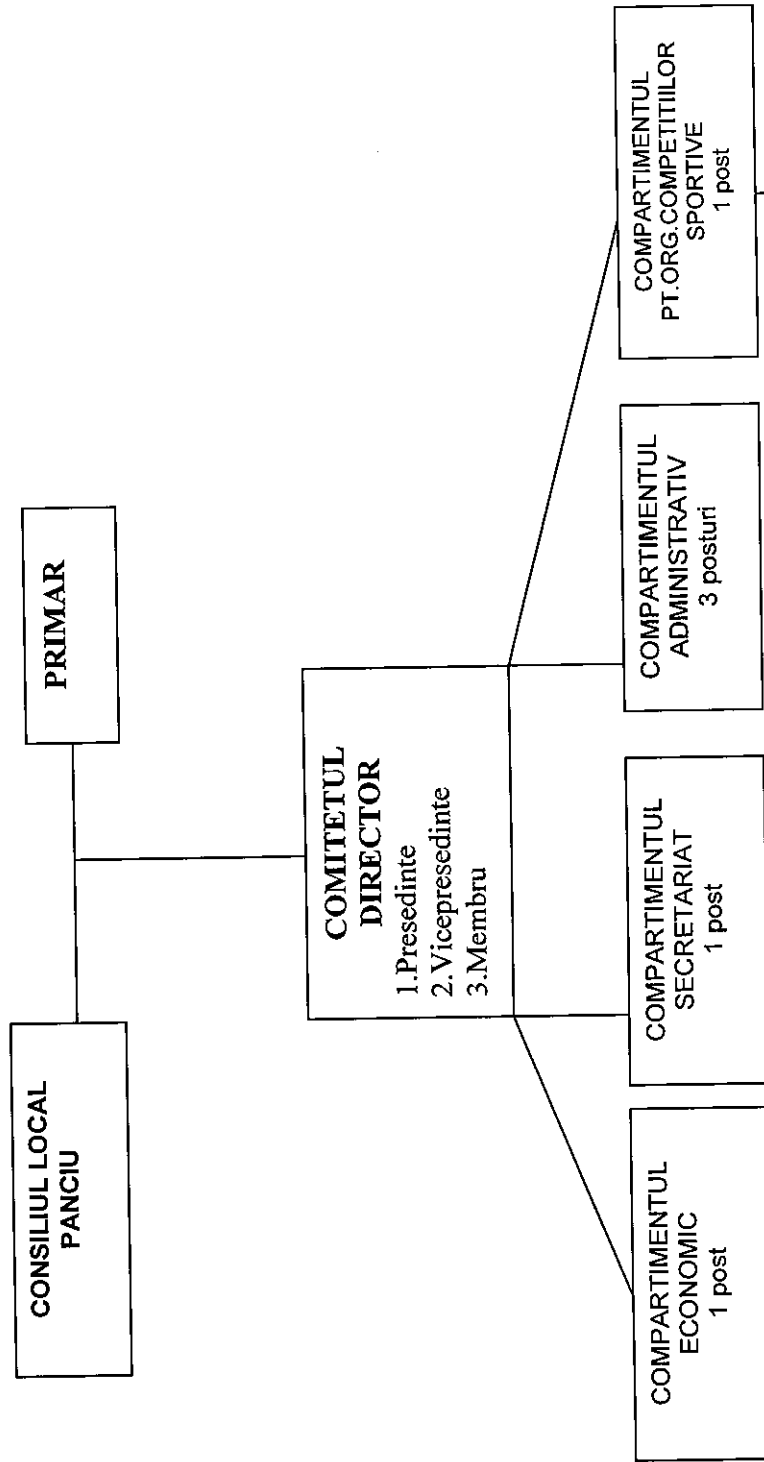 CONSILIUL LOCAL
PANCIU
PRIMAR
COMITETUL
DIRECTOR
1.Presedinte
2.Vicepresedinte
3.Membru
COMPARTIMENTUL
ECONOMIC
1 post
COMPARTIMENTUL
SECRETARIAT
1 post
COMPARTIMENTUL
ADMINISTRATIV
3 posturi
COMPARTIMENTUL
PT.ORG.COMPETITIILOR
SPORTIVE
1 post